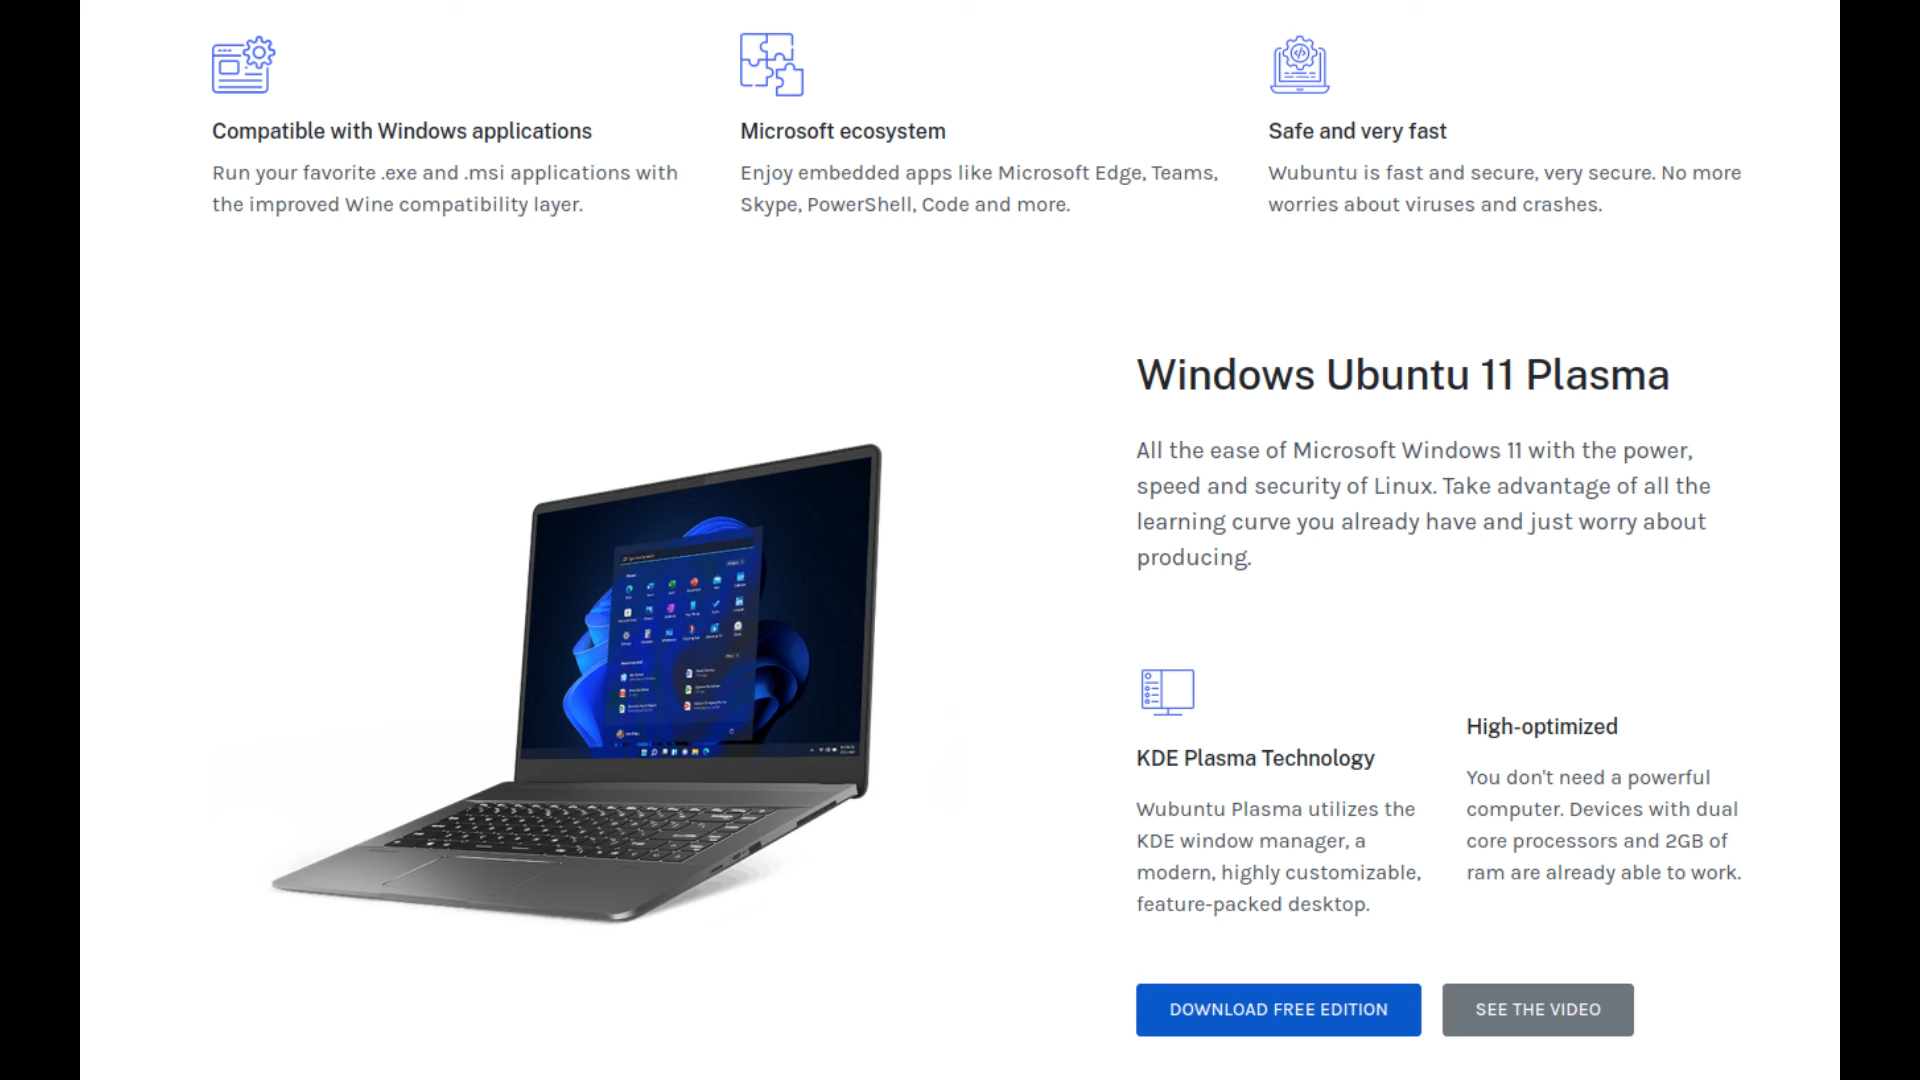 Compatible with Windows applications
Run your favorite .exe and .msi applications with
the improved Wine compatibility layer.
Microsoft ecosystem
Enjoy embedded apps like Microsoft Edge, Teams,
Skype, PowerShell, Code and more.
Safe and very fast
Wubuntu is fast and secure, very secure. No more
worries about viruses and crashes.
Windows Ubuntu 11 Plasma
All the ease of Microsoft Windows 11 with the power,
speed and security of Linux. Take advantage of all the
learning curve you already have and just worry about
producing.
KDE Plasma Technology
Wubuntu Plasma utilizes the
KDE window manager, a
modern, highly customizable,
feature-packed desktop.
High-optimized
You don't need a powerful
computer. Devices with dual
core processors and 2GB of
ram are already able to work.
DOWNLOAD FREE EDITION
SEE THE VIDEO